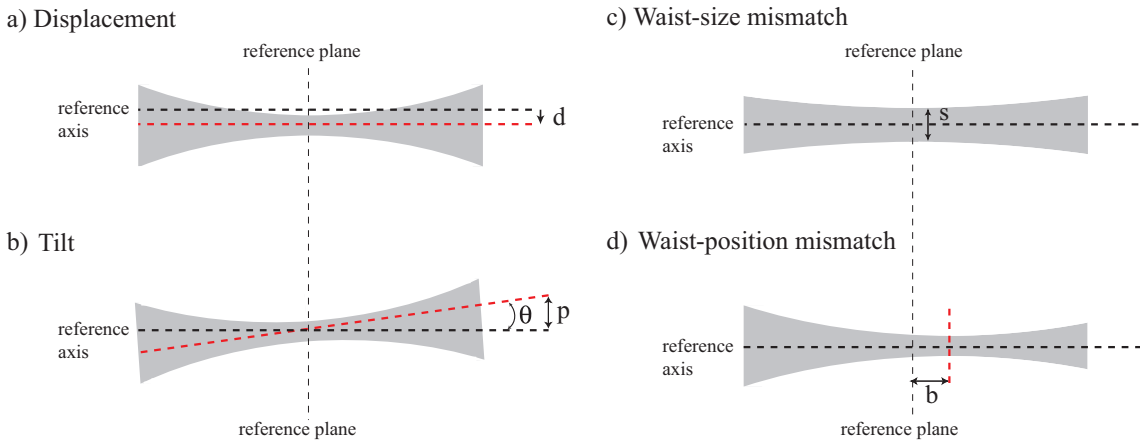 a) Displacement
reference plane
reference
axis
d
b) Tilt
reference
axis
θ
p
reference plane
c) Waist-size mismatch
reference plane
reference
axis
s
d) Waist-position mismatch
reference
axis
b
reference plane